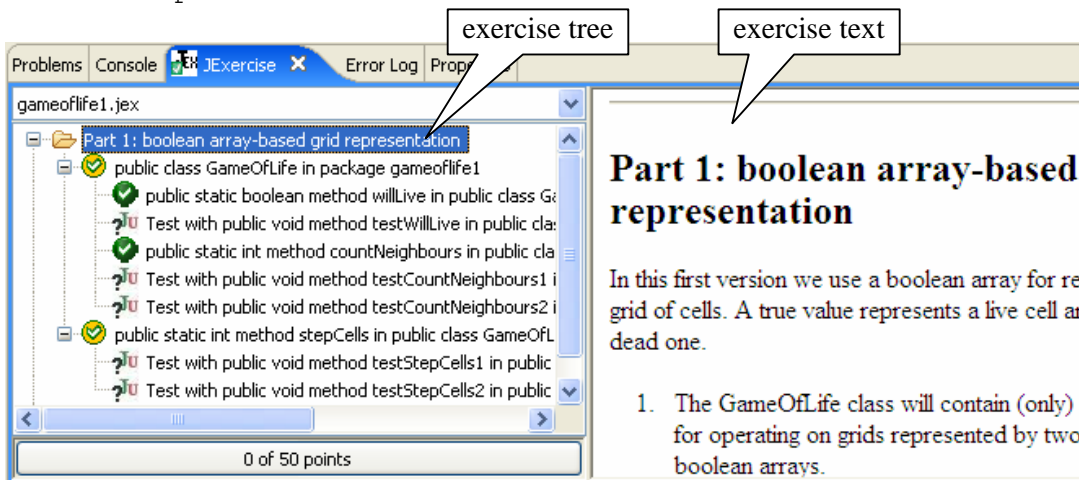 exercise tree
exercise text
Problems Console JExercise Error Log Prope
gameoflife1.jex
Part 1: boolean array-based grid representation
public class GameOfLife in package gameoflife1
public static boolean method willLive in public class Ga
Test with public void method testWillLive in public clas
public static int method countNeighbours in public cla
Test with public void method testCountNeighbours1 i
Test with public void method testCountNeighbours2 i
public static int method stepCells in public class GameOfL
Test with public void method testStepCells1 in public
Test with public void method testStepCells2 in public
0 of 50 points
Part 1: boolean array-based
representation
In this first version we use a boolean array for re
grid of cells. A true value represents a live cell an
dead one.
1. The GameOfLife class will contain (only)
for operating on grids represented by two
boolean arrays.